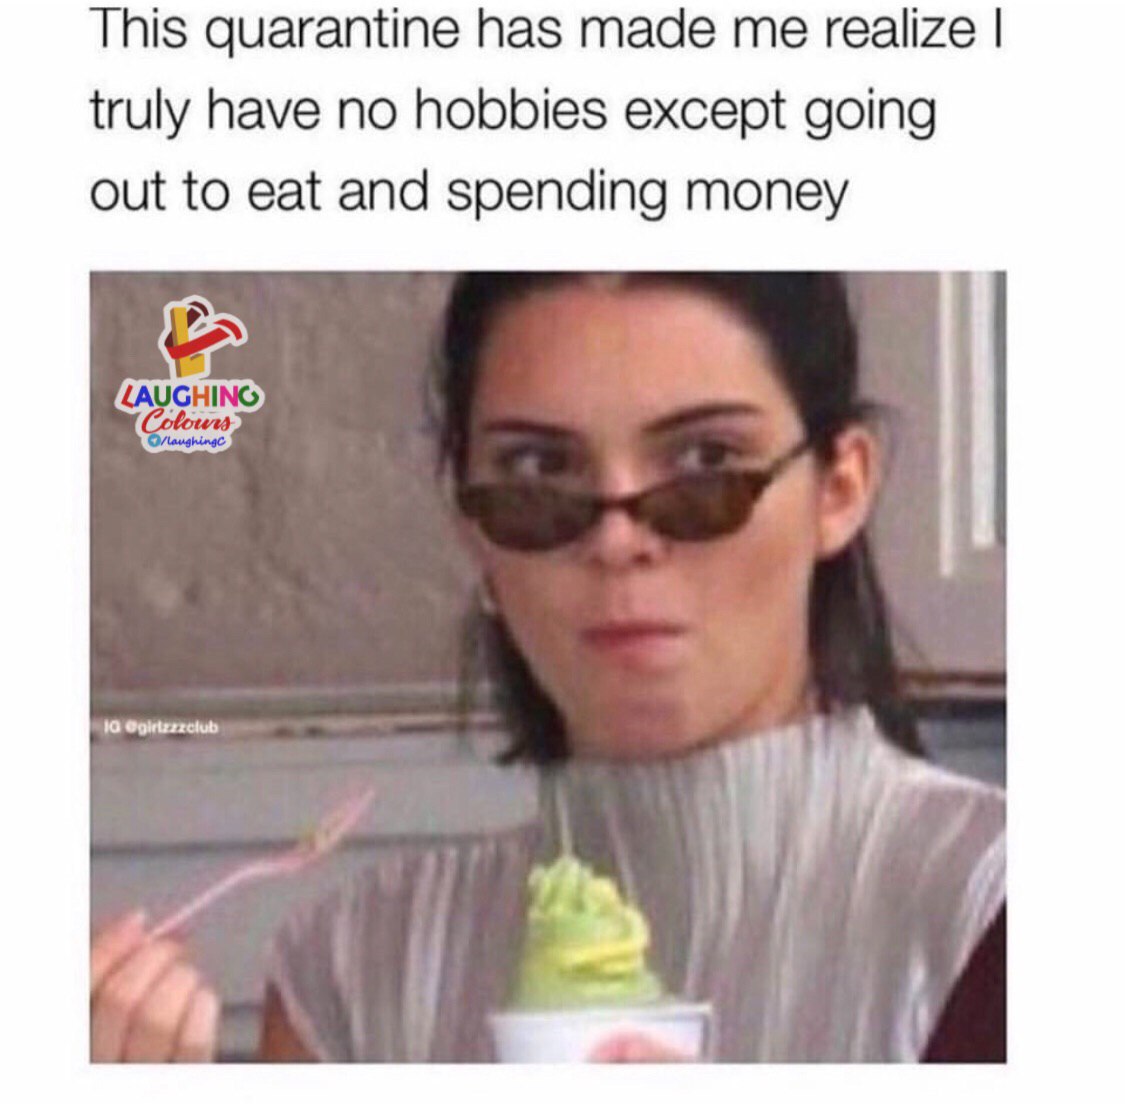 This quarantine has made me realize I
truly have no hobbies except going
out to eat and spending money
LAUGHING
Colours
/laughingC
IG @girlzzzclub